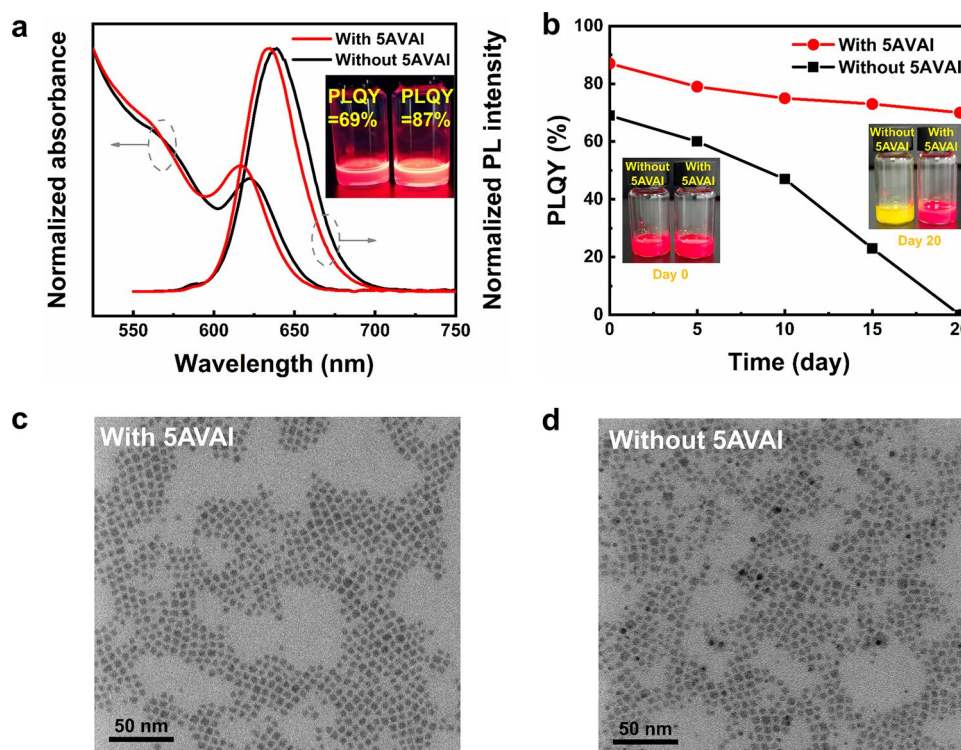 a
With 5AVAI
Without 5AVAI
PLQY
=69%
PLQY
=87%
Normalized absorbance
Normalized PL intensity
550
600
650
700
750
Wavelength (nm)
b
With 5AVAI
Without 5AVAI
100
80
60
40
20
0
PLQY (%)
Without
5AVAI
With
5AVAI
Day 0
Without
5AVAI
With
5AVAI
Day 20
0
5
10
15
20
Time (day)
c
With 5AVAI
50 nm
d
Without 5AVAI
50 nm